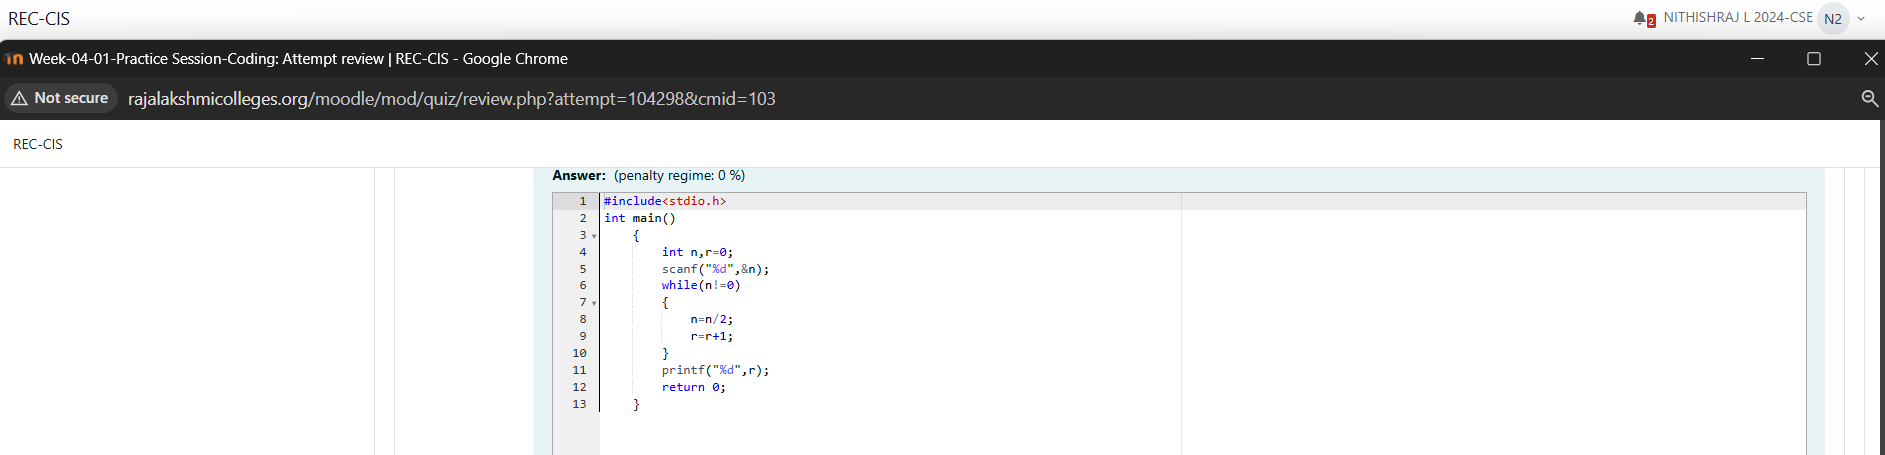 REC-CIS
2 NITHISHRAJ L 2024-CSE N2
Week-04-01-Practice Session-Coding: Attempt review | REC-CIS - Google Chrome
Not secure rajalakshmicolleges.org/moodle/mod/quiz/review.php?attempt=104298&cmid=103
REC-CIS
Answer: (penalty regime: 0 %)
1 #include<stdio.h>
2 int main()
3 {
4 int n,r=0;
5 scanf("%d",&n);
6 while(n!=0)
7 {
8 n=n/2;
9 r=r+1;
10 }
11 printf("%d",r);
12 return 0;
13 }